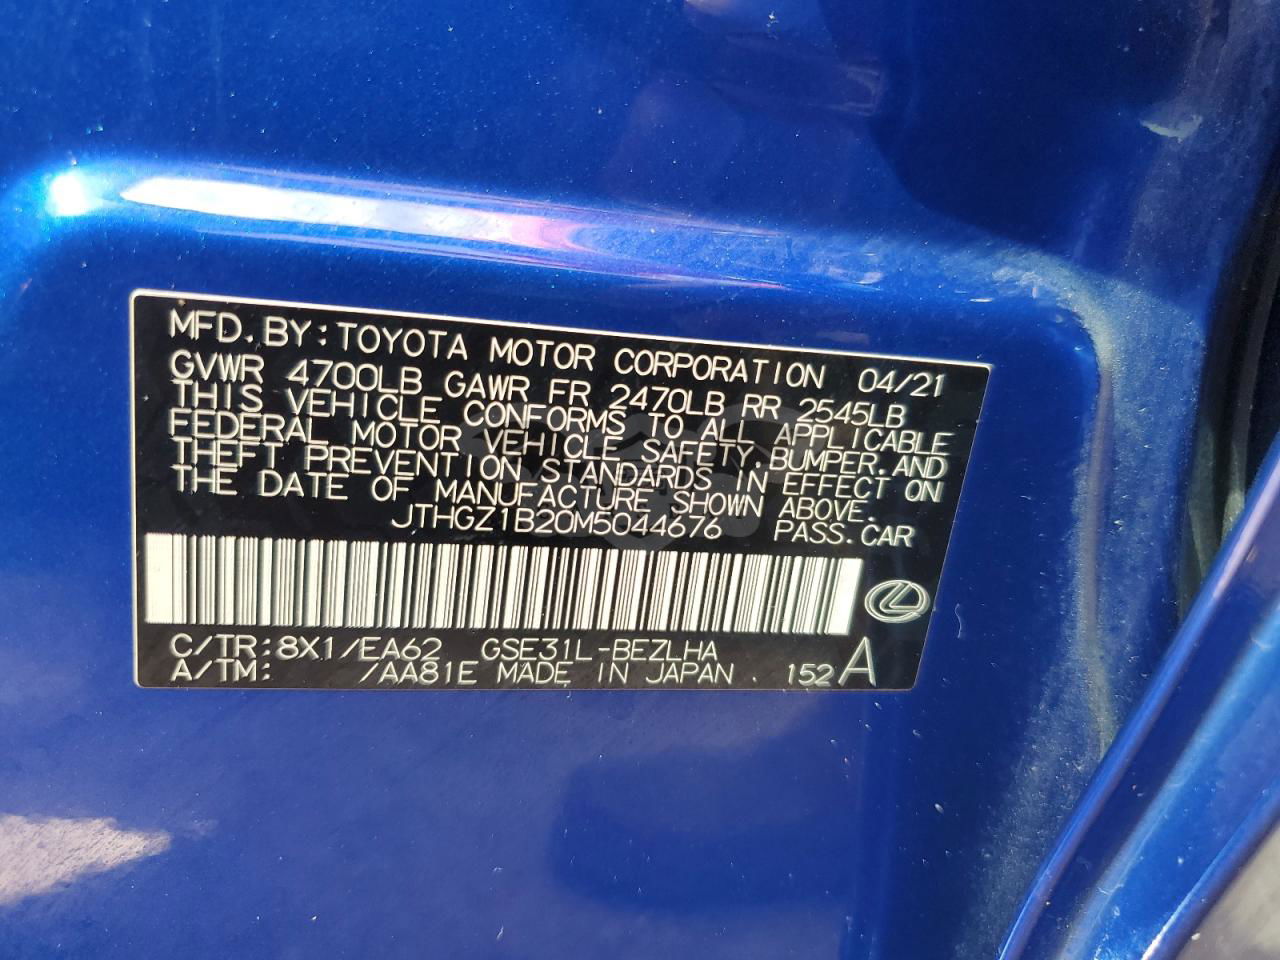 MFD. BY: TOYOTA MOTOR CORPORATION 04/21
GVWR 4700LB GAWR FR 2470LB RR 2545LB
THIS VEHICLE CONFORMS TO ALL APPLICABLE
FEDERAL MOTOR VEHICLE SAFETY, BUMPER, AND
THEFT PREVENTION STANDARDS IN EFFECT ON
THE DATE OF MANUFACTURE SHOWN ABOVE.
JTHGZ1B20M5044676 PASS. CAR
C/TR: 8X1/EA62 GSE31L-BEZLHA
A/TM: /AA81E MADE IN JAPAN. 152 A